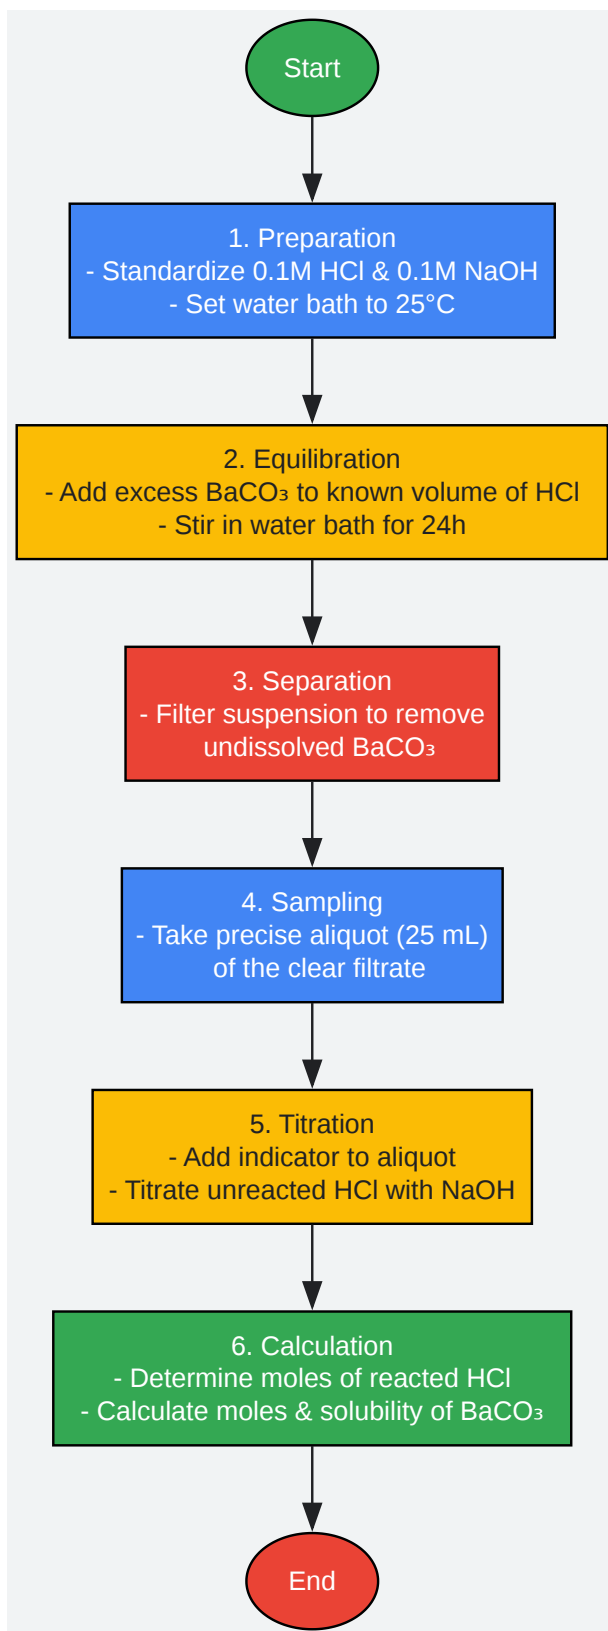 Start
1. Preparation
- Standardize 0.1M HCl & 0.1M NaOH
- Set water bath to 25°C
2. Equilibration
- Add excess BaCO₃ to known volume of HCl
- Stir in water bath for 24h
3. Separation
- Filter suspension to remove
undissolved BaCO₃
4. Sampling
- Take precise aliquot (25 mL)
of the clear filtrate
5. Titration
- Add indicator to aliquot
- Titrate unreacted HCl with NaOH
6. Calculation
- Determine moles of reacted HCl
- Calculate moles & solubility of BaCO₃
End